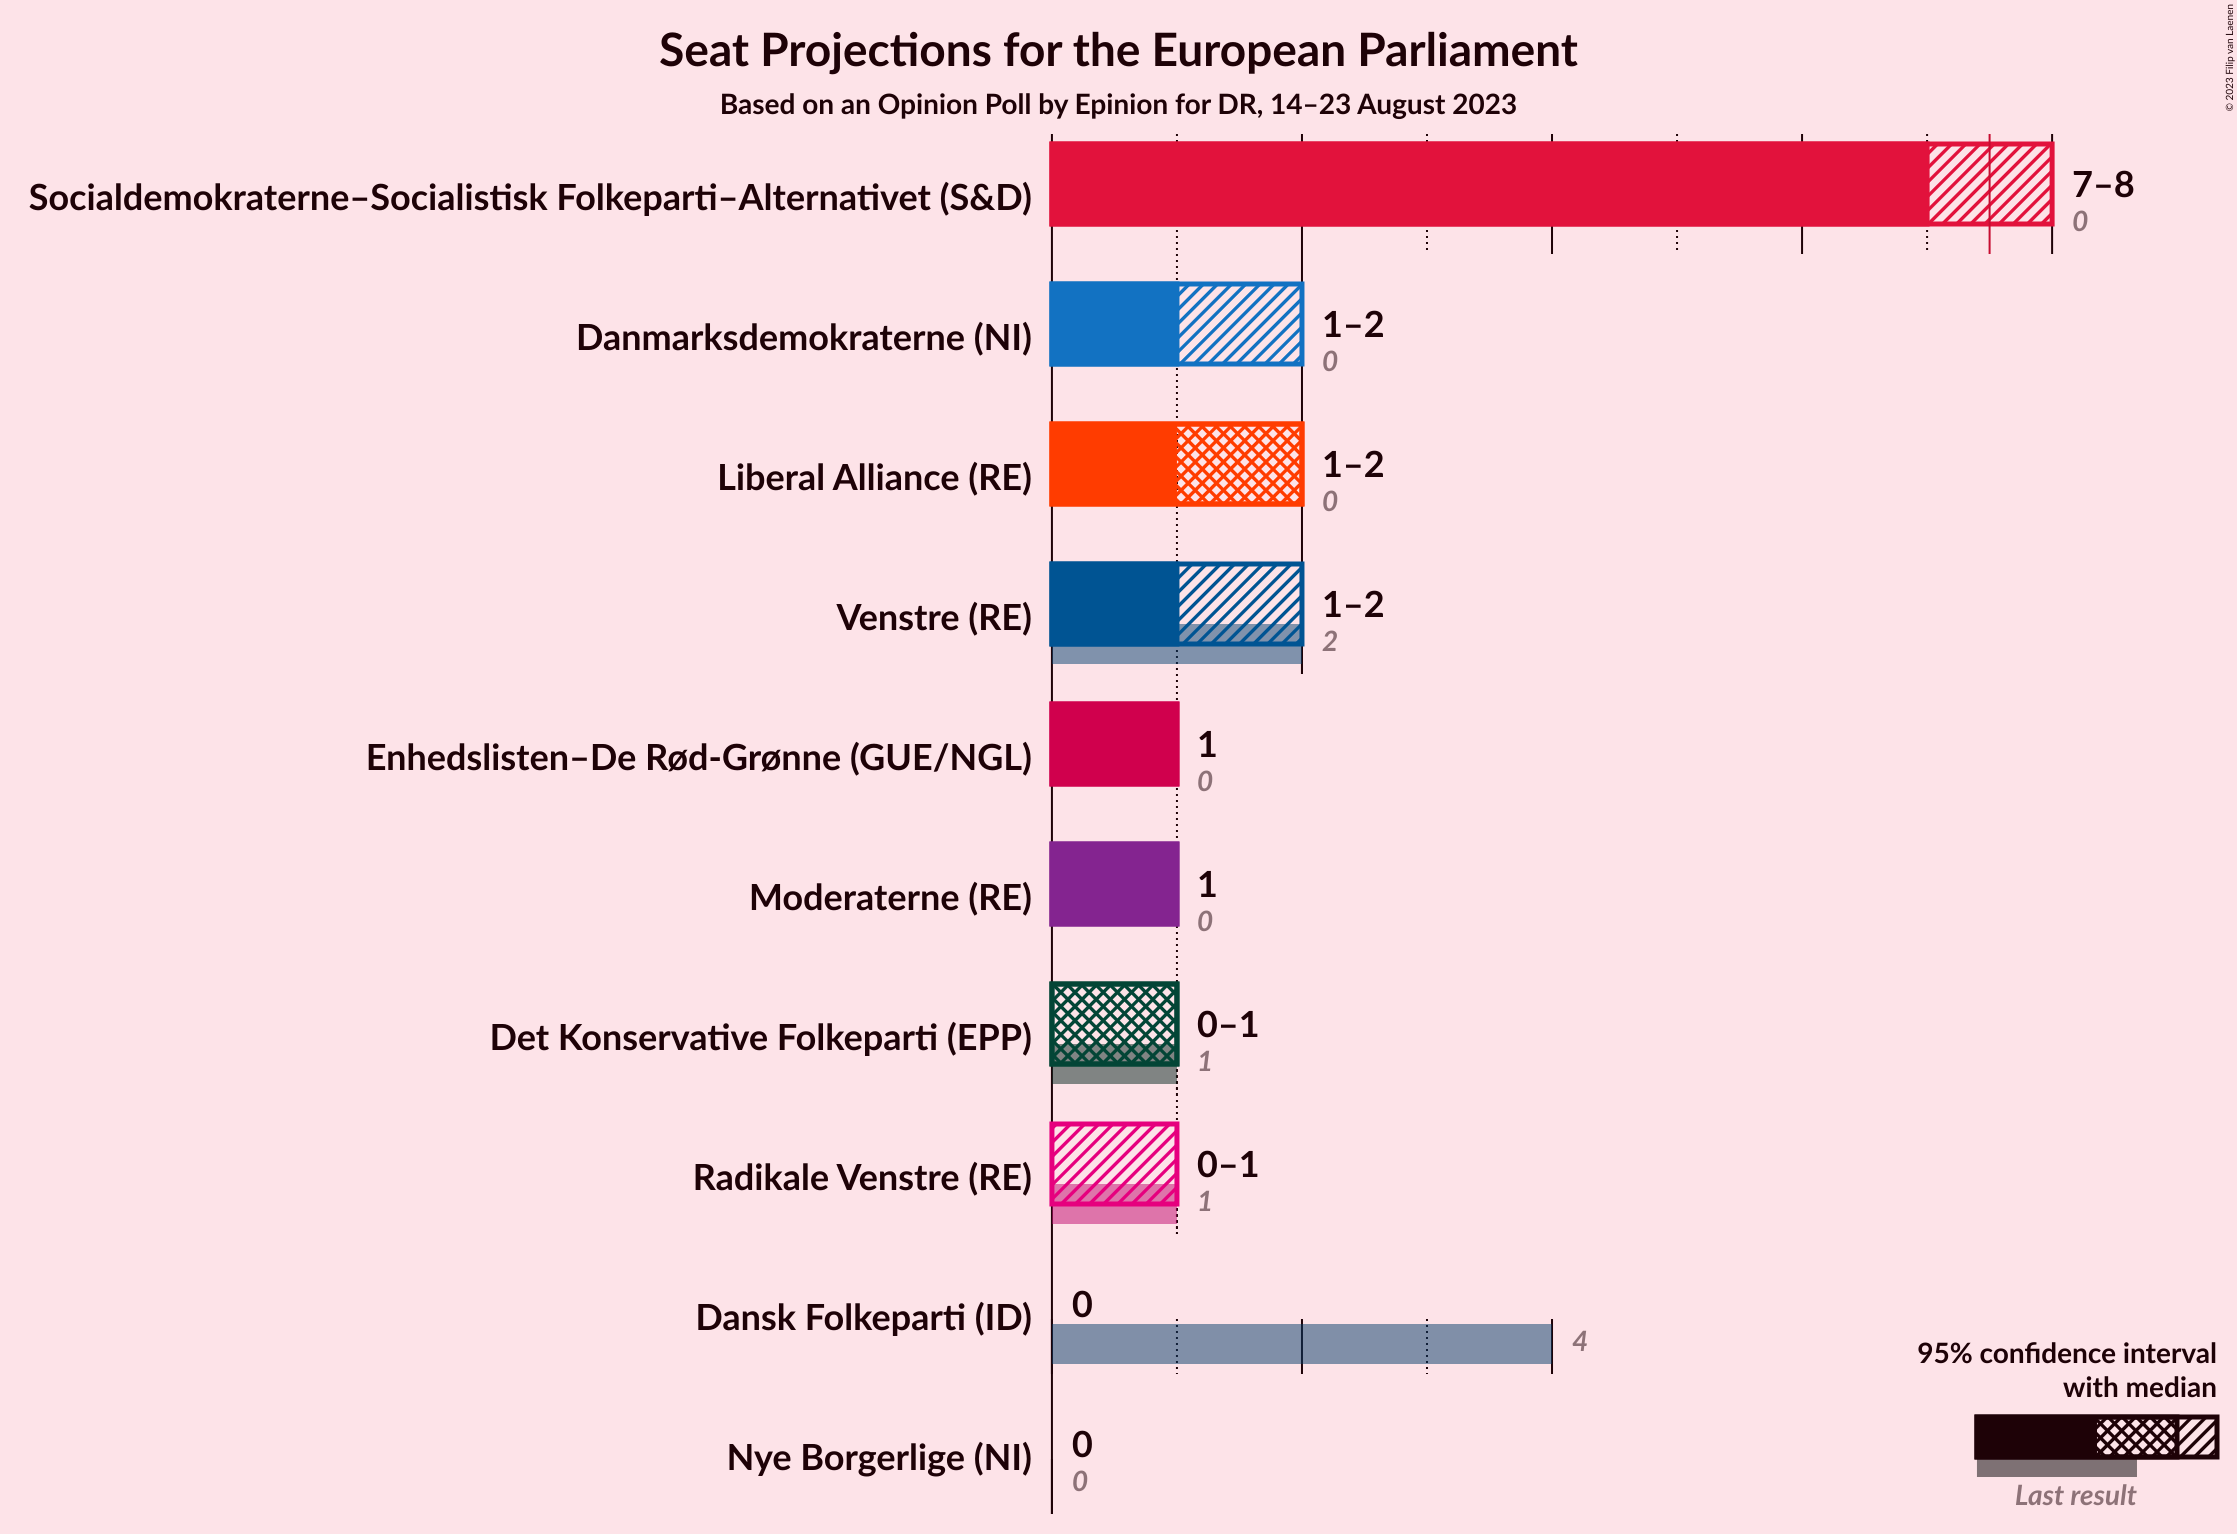 Seat Projections for the European Parliament
Based on an Opinion Poll by Epinion for DR, 14–23 August 2023
© 2023 Filip van Laenen
Socialdemokraterne–Socialistisk Folkeparti–Alternativet (S&D)
7–8
0
Danmarksdemokraterne (NI)
1–2
0
Liberal Alliance (RE)
1–2
0
Venstre (RE)
1–2
2
Enhedslisten–De Rød-Grønne (GUE/NGL)
1
0
Moderaterne (RE)
1
0
Det Konservative Folkeparti (EPP)
0–1
1
Radikale Venstre (RE)
0–1
1
Dansk Folkeparti (ID)
0
4
Nye Borgerlige (NI)
0
0
95% confidence interval
with median
Last result